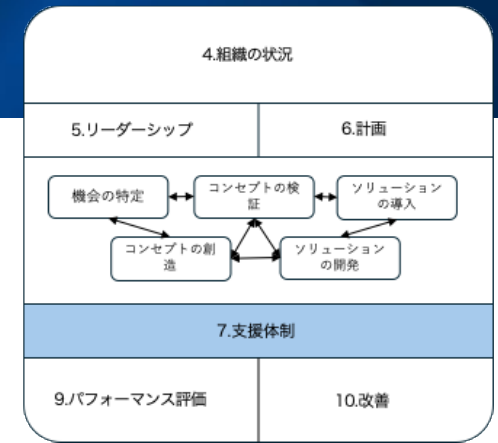 4.組織の状況
5.リーダーシップ
6.計画
機会の特定
コンセプトの検
証
ソリューション
の導入
コンセプトの創
造
ソリューション
の開発
7.支援体制
9.パフォーマンス評価
10.改善